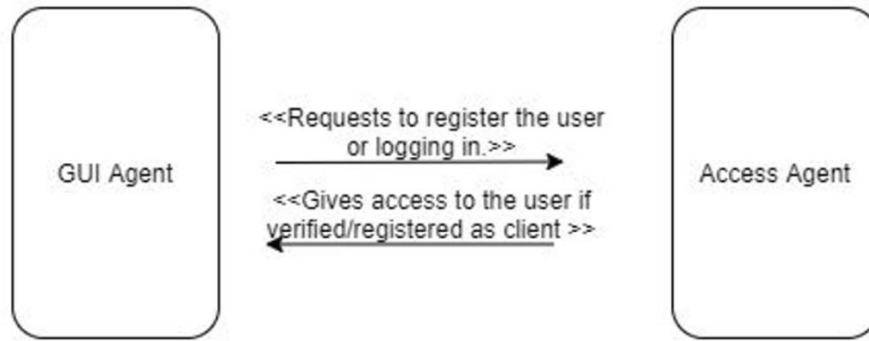 <<Requests to register the user
or logging in.>>
GUI Agent
Access Agent
<<Gives access to the user if
verified/registered as client >>